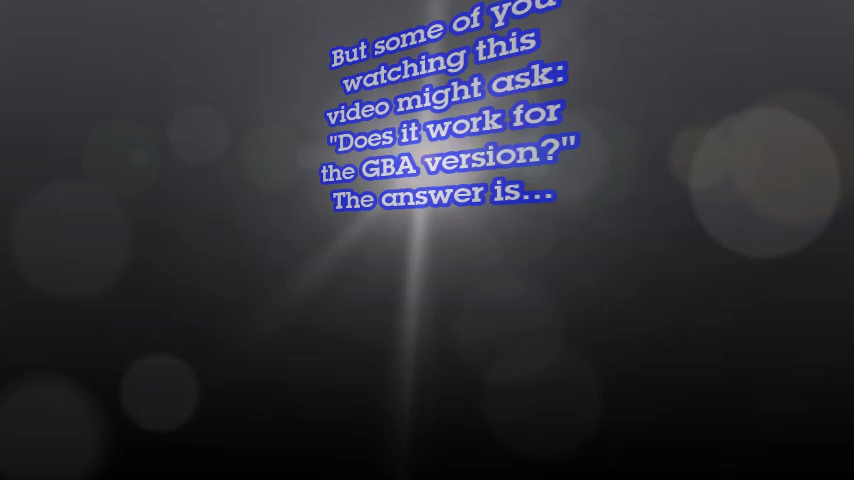 But some of you
watching this
video might ask:
"Does it work for
the GBA version?"
The answer is...